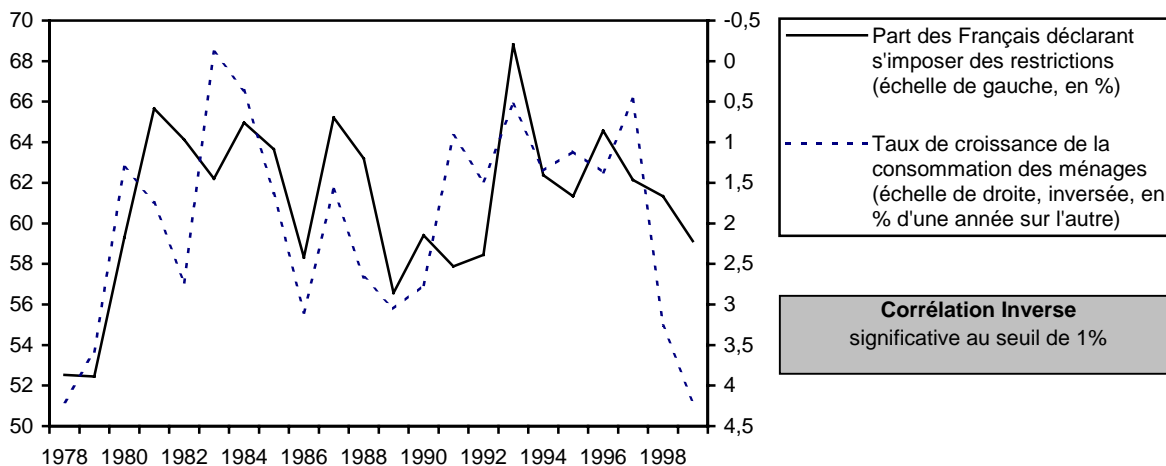 70
68
66
64
62
60
58
56
54
52
50
-0,5
0
0,5
1
1,5
2
2,5
3
3,5
4
4,5
1978 1980 1982 1984 1986 1988 1990 1992 1994 1996 1998
Part des Français déclarant
s'imposer des restrictions
(échelle de gauche, en %)
Taux de croissance de la
consommation des ménages
(échelle de droite, inversée, en
% d'une année sur l'autre)
Corrélation Inverse
significative au seuil de 1%